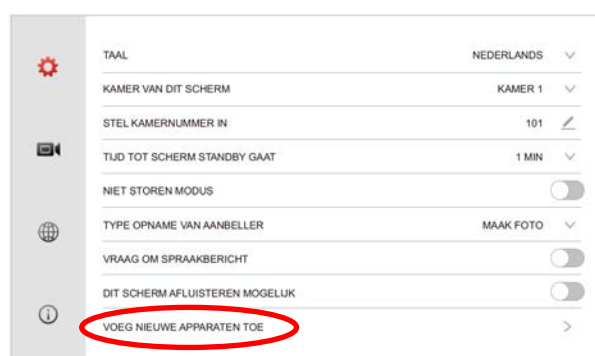 TAAL NEDERLANDS
KAMER VAN DIT SCHERM KAMER 1
STEL KAMERNUMMER IN 101
TIJD TOT SCHERM STANDBY GAAT 1 MIN
NIET STOREN MODUS
TYPE OPNAME VAN AANBELLER MAAK FOTO
VRAAG OM SPRAAKBERICHT
DIT SCHERM AFLUISTEREN MOGELIJK
VOEG NIEUWE APPARATEN TOE